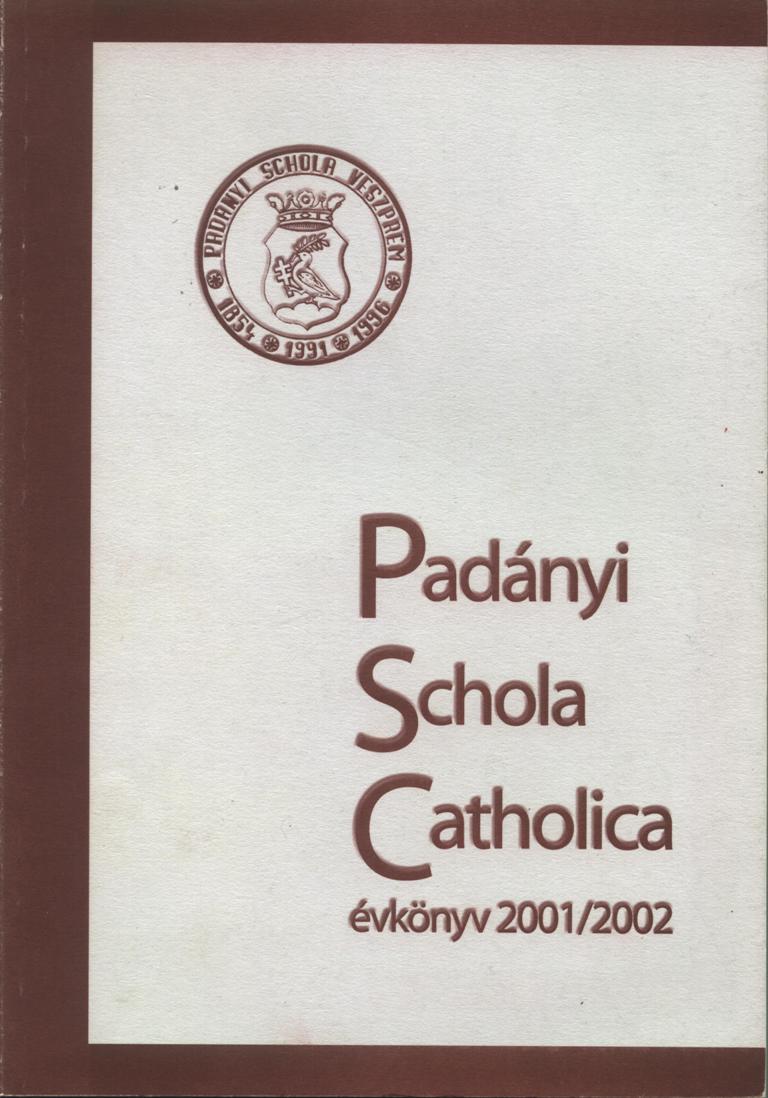 PADÁNYI SCHOLA VESZPRÉM
1854 1991 1996
Padányi
Schola
Catholica
évkönyv 2001/2002